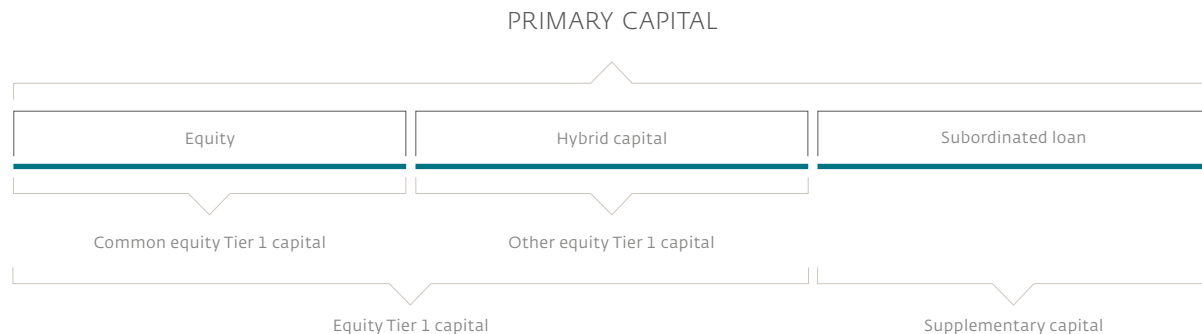 PRIMARY CAPITAL
Equity
Hybrid capital
Subordinated loan
Common equity Tier 1 capital
Other equity Tier 1 capital
Equity Tier 1 capital
Supplementary capital